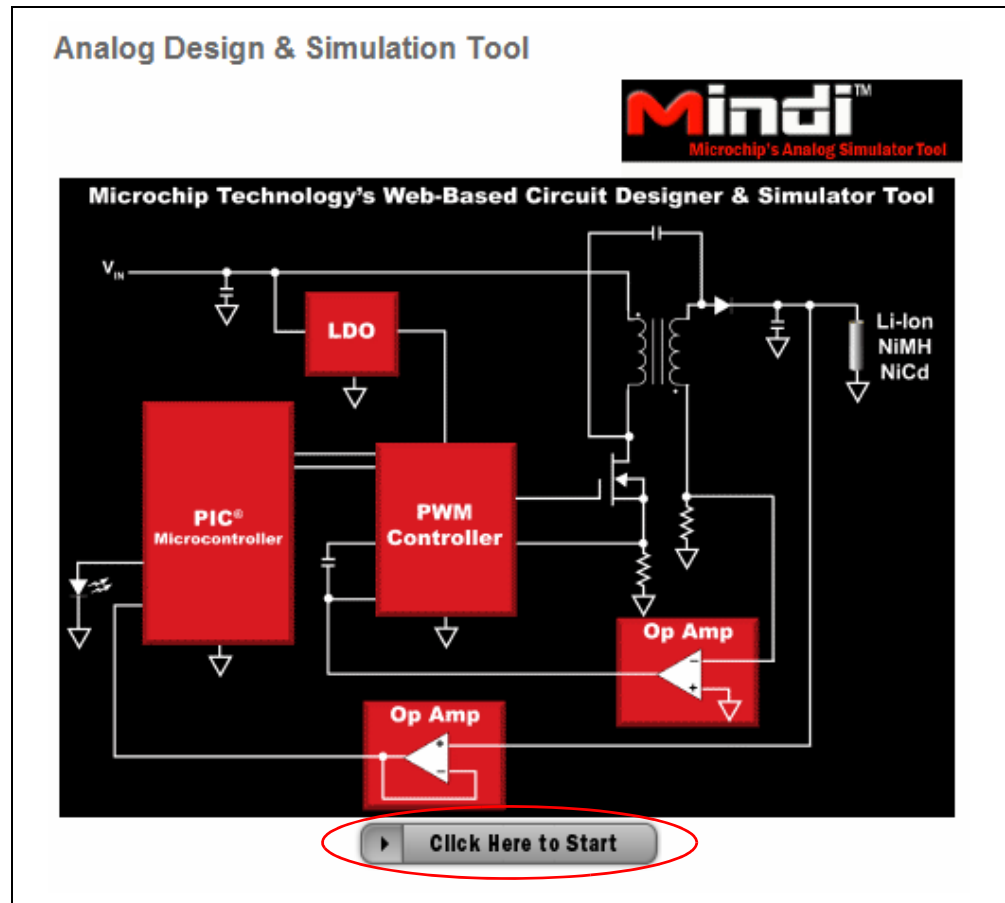 Analog Design & Simulation Tool
Mindi™
Microchip's Analog Simulator Tool
Microchip Technology's Web-Based Circuit Designer & Simulator Tool
VIN
LDO
Li-Ion
NiMH
NiCd
PIC®
Microcontroller
PWM
Controller
Op Amp
-
+
Op Amp
+
-
Click Here to Start